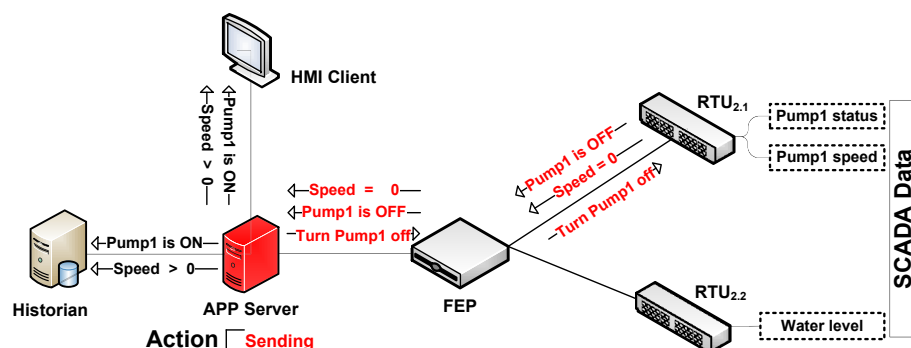 HMI Client
RTU2.1
Pump1 status
Pump1 speed
SCADA Data
Pump1 is ON
Speed > 0
Pump1 is OFF
Speed = 0
Turn Pump1 off
Speed = 0
Pump1 is OFF
Turn Pump1 off
Pump1 is ON
Speed > 0
Historian
APP Server
FEP
RTU2.2
Water level
Action
Sending